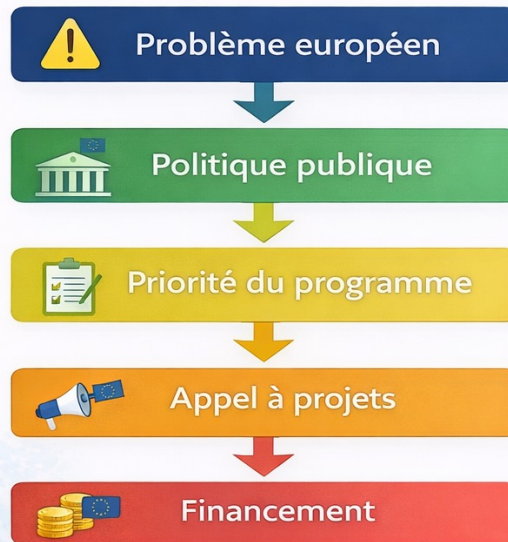 Problème européen
Politique publique
Priorité du programme
Appel à projets
Financement